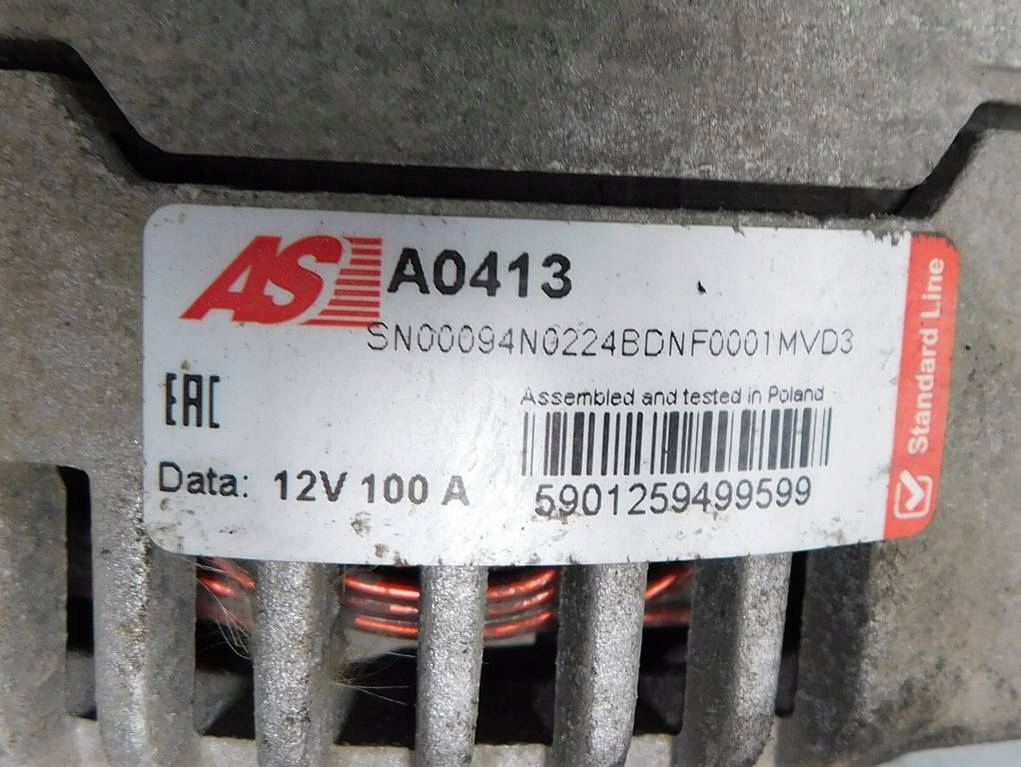 AS A0413
SN00094N0224BDNF0001MVD3
EAC
Assembled and tested in Poland
Data: 12V 100 A
5901259499599
Standard Line